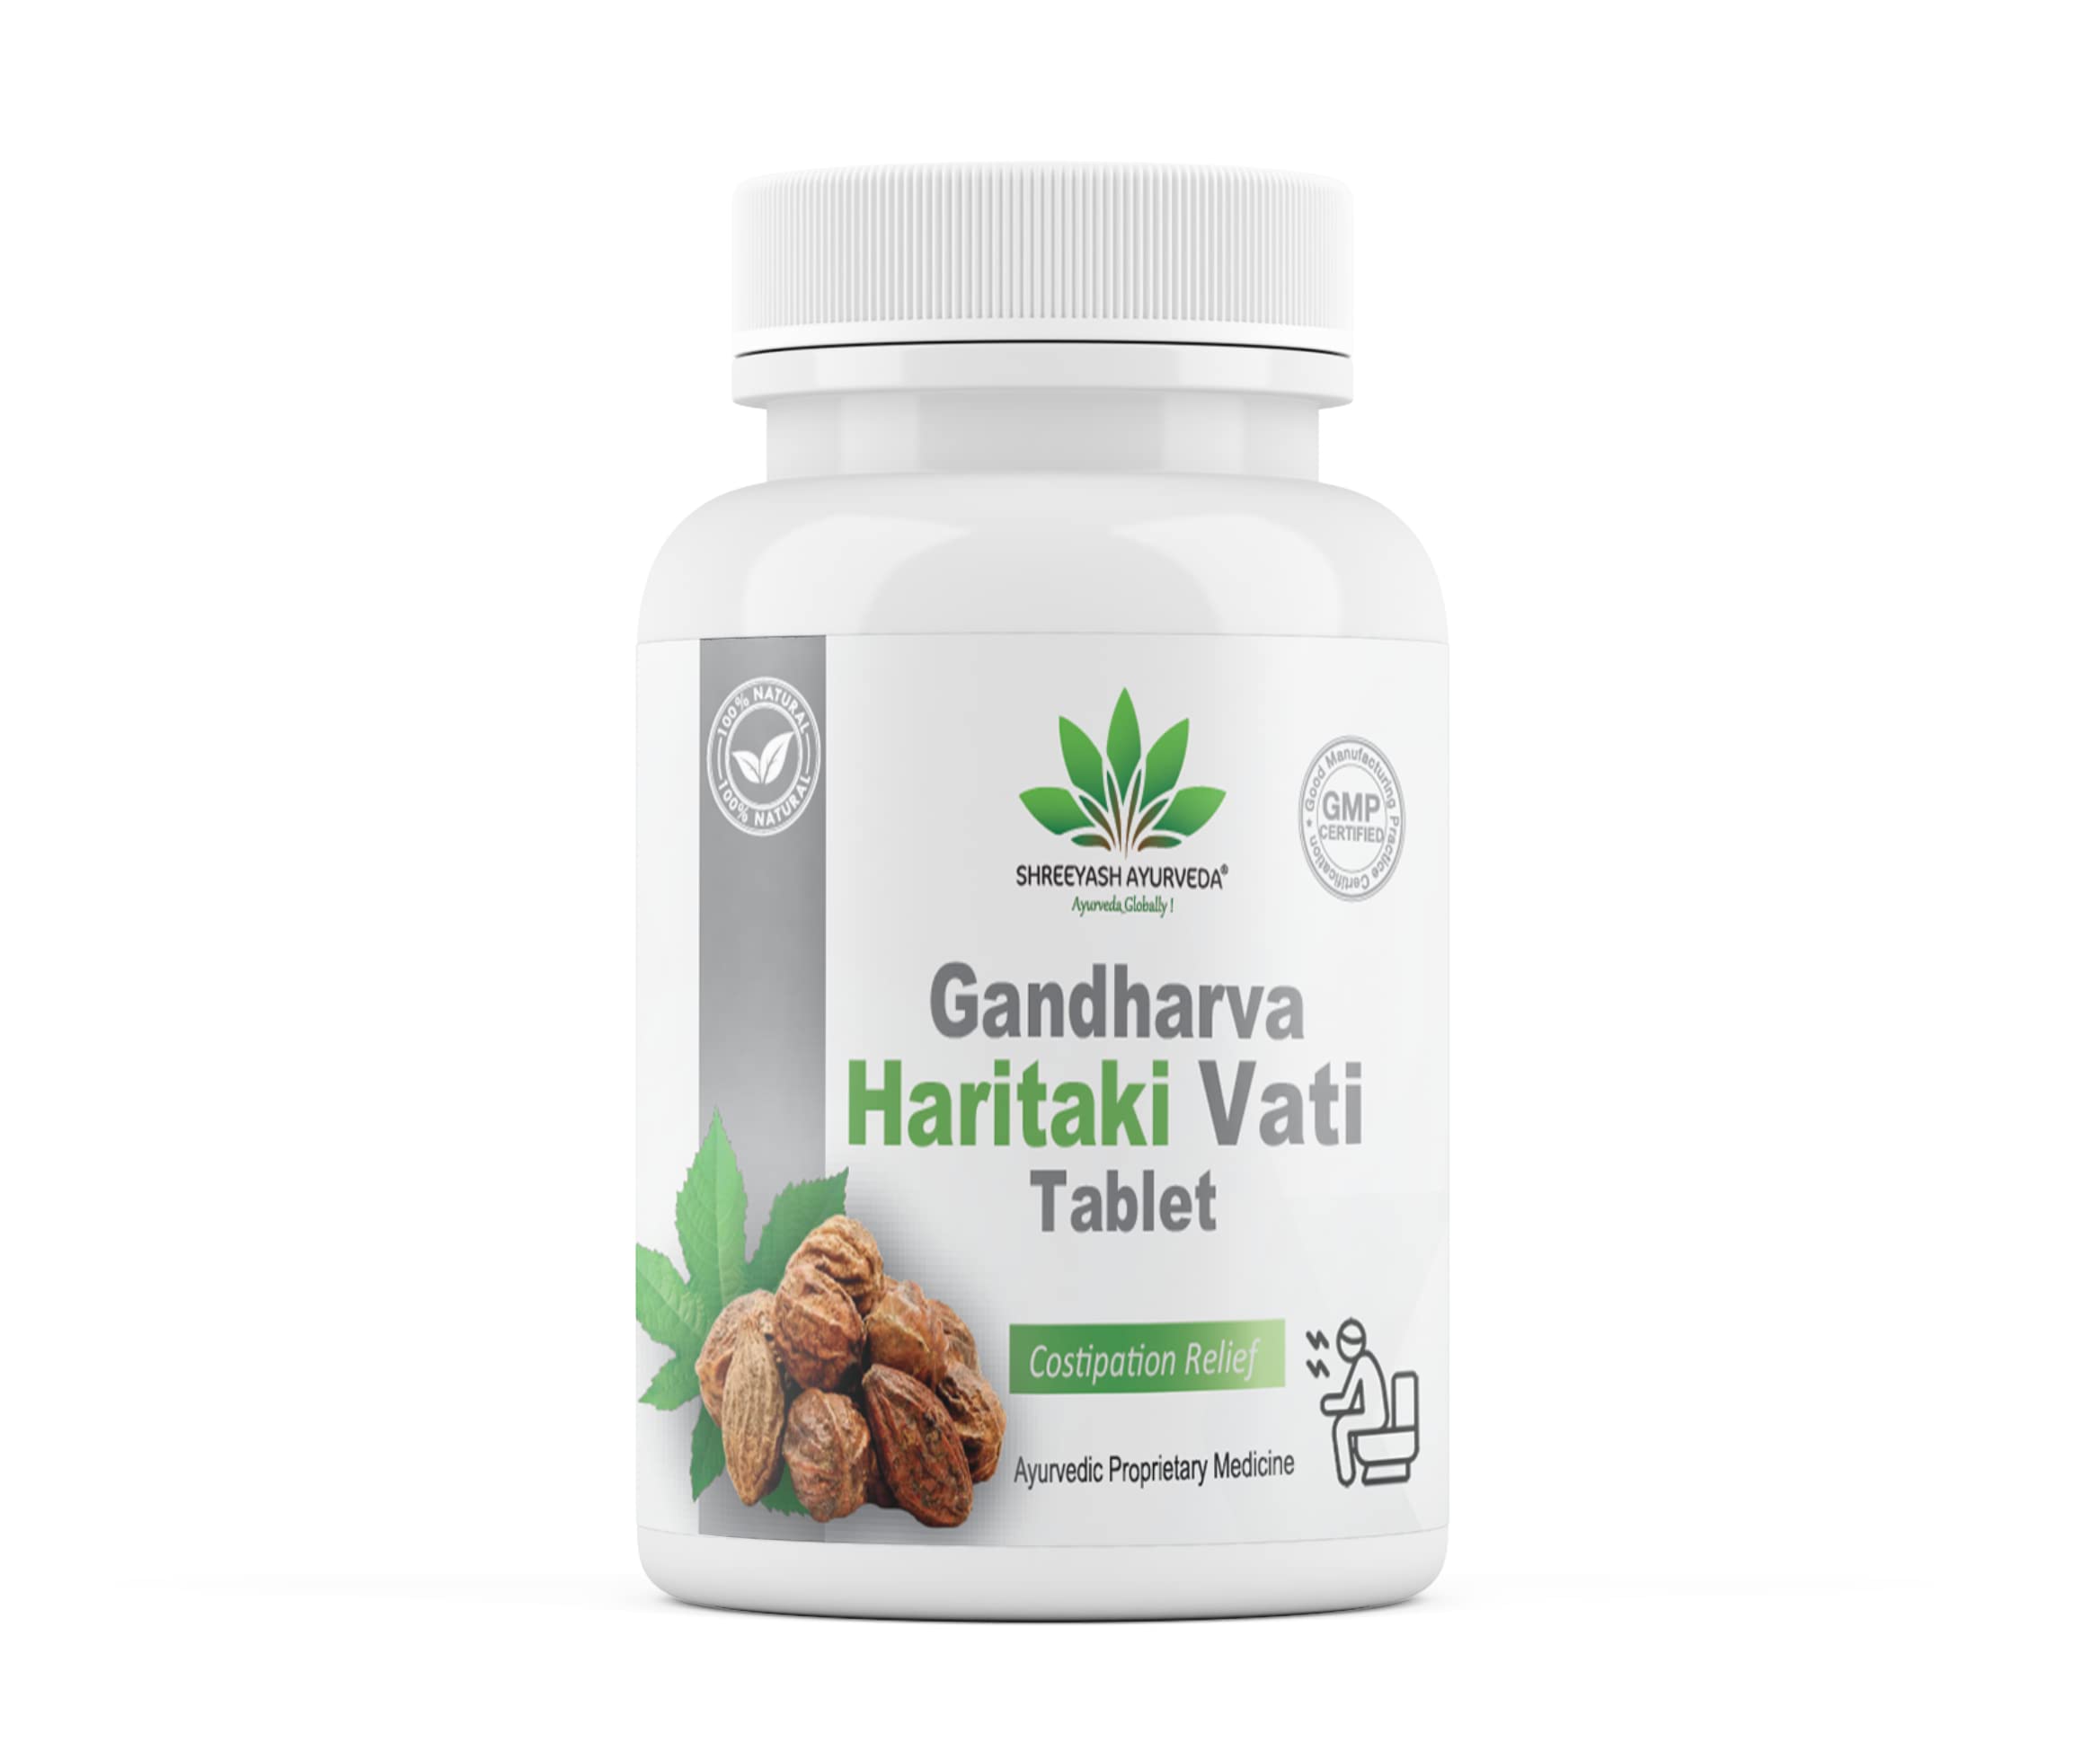 100% NATURAL
100% NATURAL
SHREEYASH AYURVEDA®
Ayurveda Globally !
Good Manufacturing Practice Certification
GMP
CERTIFIED
Gandharva
Haritaki Vati
Tablet
Costipation Relief
Ayurvedic Proprietary Medicine